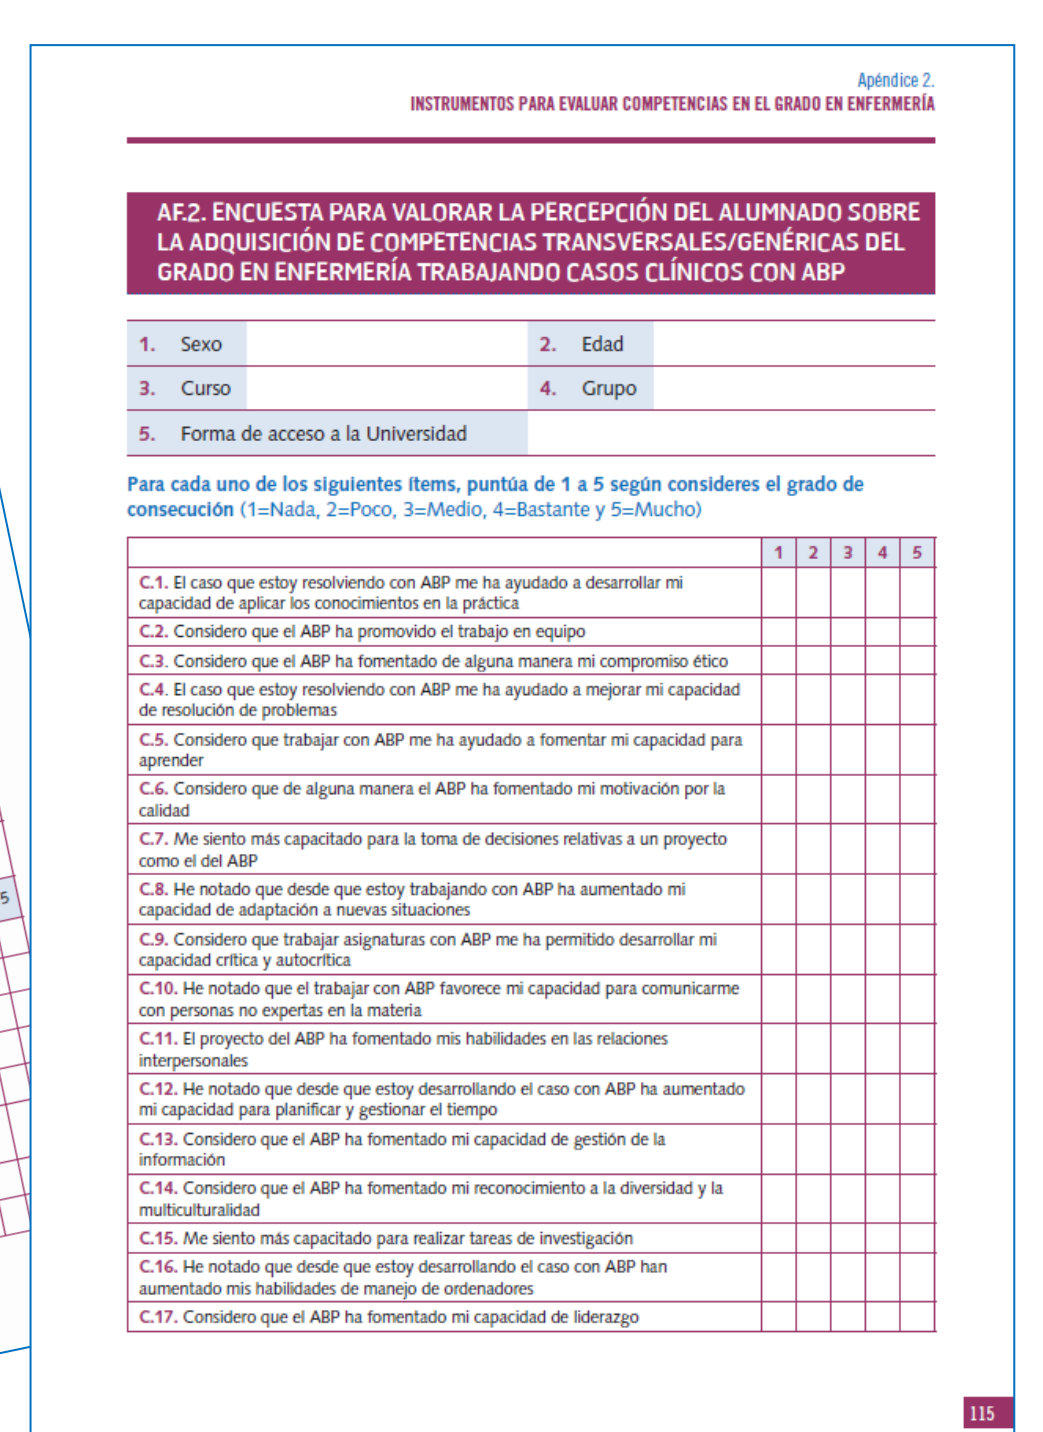 Apéndice 2.
INSTRUMENTOS PARA EVALUAR COMPETENCIAS EN EL GRADO EN ENFERMERÍA
AF.2. ENCUESTA PARA VALORAR LA PERCEPCIÓN DEL ALUMNADO SOBRE
LA ADQUISICIÓN DE COMPETENCIAS TRANSVERSALES/GENÉRICAS DEL
GRADO EN ENFERMERÍA TRABAJANDO CASOS CLÍNICOS CON ABP
1. Sexo 2. Edad
3. Curso 4. Grupo
5. Forma de acceso a la Universidad
Para cada uno de los siguientes ítems, puntúa de 1 a 5 según consideres el grado de
consecución (1=Nada, 2=Poco, 3=Medio, 4=Bastante y 5=Mucho)
1 2 3 4 5
C.1. El caso que estoy resolviendo con ABP me ha ayudado a desarrollar mi
capacidad de aplicar los conocimientos en la práctica
C.2. Considero que el ABP ha promovido el trabajo en equipo
C.3. Considero que el ABP ha fomentado de alguna manera mi compromiso ético
C.4. El caso que estoy resolviendo con ABP me ha ayudado a mejorar mi capacidad
de resolución de problemas
C.5. Considero que trabajar con ABP me ha ayudado a fomentar mi capacidad para
aprender
C.6. Considero que de alguna manera el ABP ha fomentado mi motivación por la
calidad
C.7. Me siento más capacitado para la toma de decisiones relativas a un proyecto
como el del ABP
C.8. He notado que desde que estoy trabajando con ABP ha aumentado mi
capacidad de adaptación a nuevas situaciones
C.9. Considero que trabajar asignaturas con ABP me ha permitido desarrollar mi
capacidad crítica y autocrítica
C.10. He notado que el trabajar con ABP favorece mi capacidad para comunicarme
con personas no expertas en la materia
C.11. El proyecto del ABP ha fomentado mis habilidades en las relaciones
interpersonales
C.12. He notado que desde que estoy desarrollando el caso con ABP ha aumentado
mi capacidad para planificar y gestionar el tiempo
C.13. Considero que el ABP ha fomentado mi capacidad de gestión de la
información
C.14. Considero que el ABP ha fomentado mi reconocimiento a la diversidad y la
multiculturalidad
C.15. Me siento más capacitado para realizar tareas de investigación
C.16. He notado que desde que estoy desarrollando el caso con ABP han
aumentado mis habilidades de manejo de ordenadores
C.17. Considero que el ABP ha fomentado mi capacidad de liderazgo
5
115